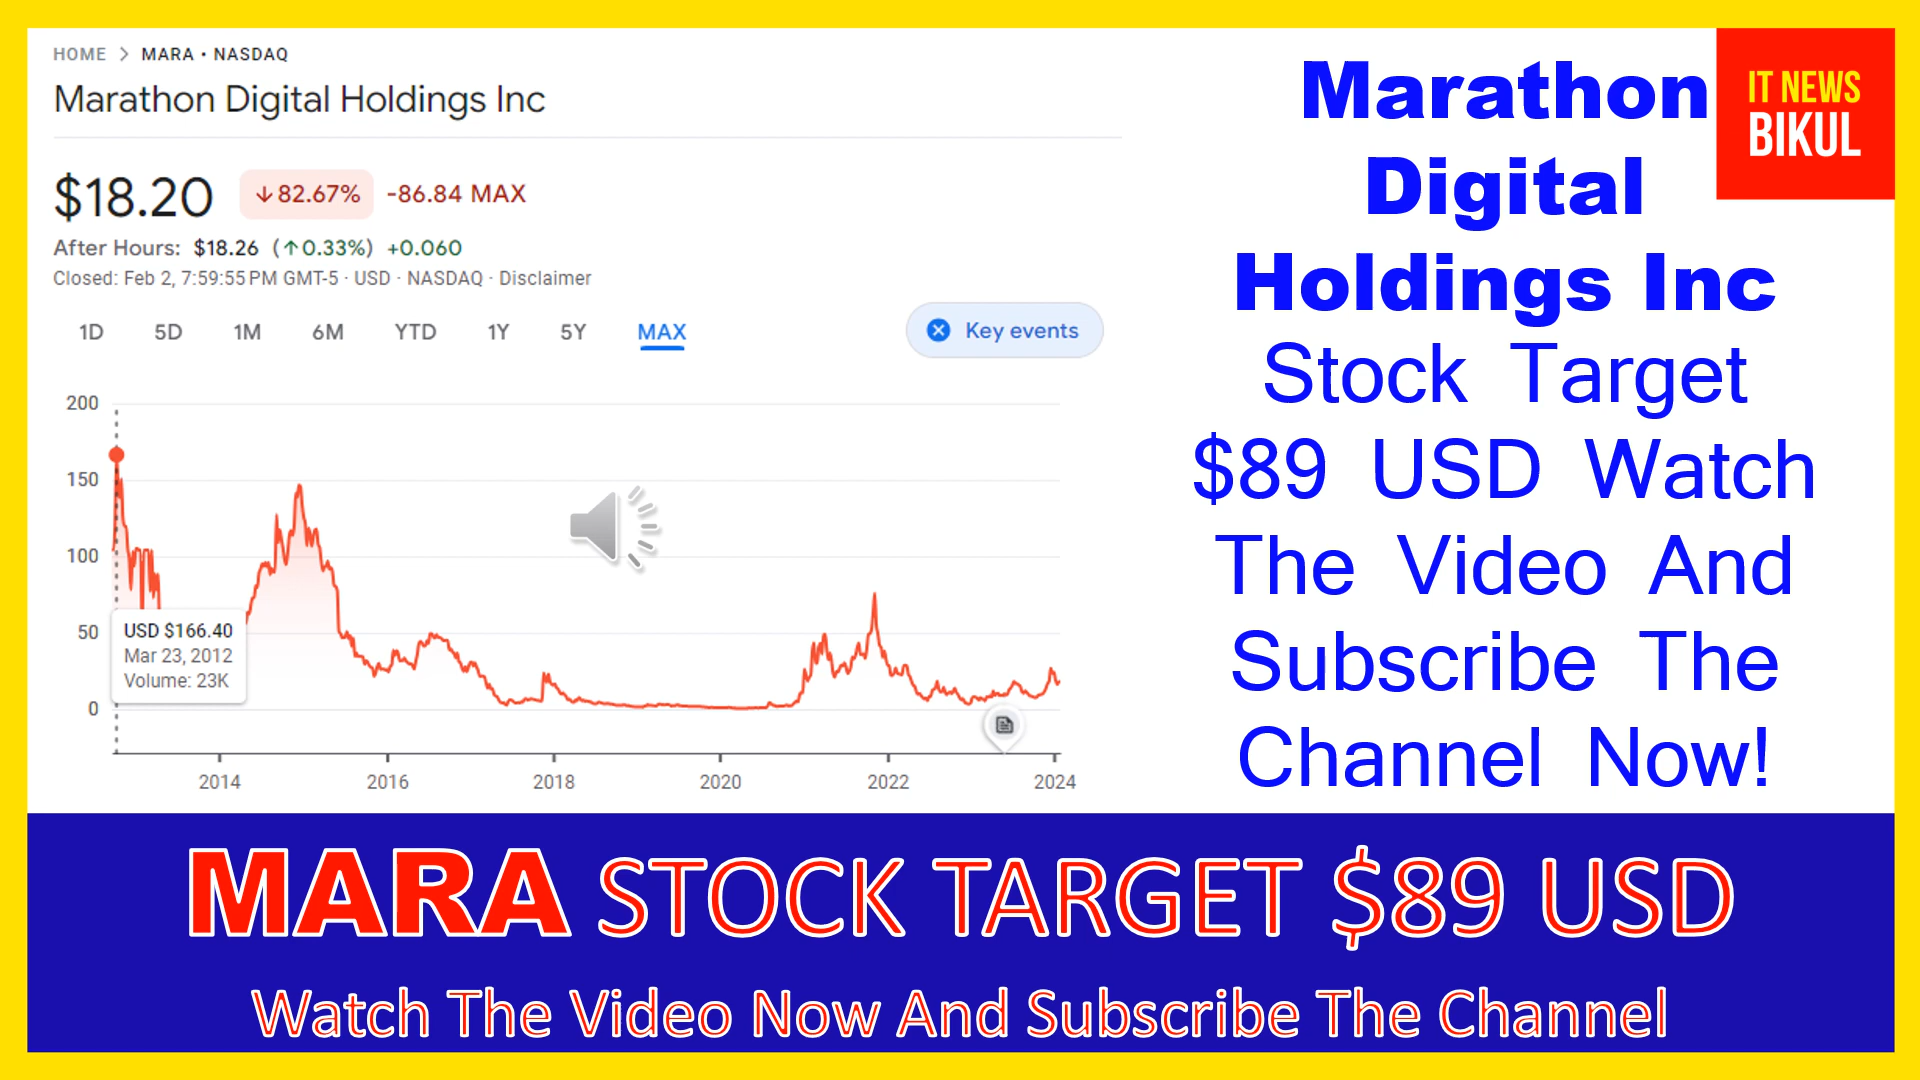 HOME > MARA • NASDAQ
Marathon Digital Holdings Inc
$18.20 ↓82.67% -86.84 MAX
After Hours: $18.26 (↑0.33%) +0.060
Closed: Feb 2, 7:59:55 PM GMT-5 · USD · NASDAQ · Disclaimer
1D 5D 1M 6M YTD 1Y 5Y MAX
Key events
200
150
100
50
0
USD $166.40
Mar 23, 2012
Volume: 23K
2014 2016 2018 2020 2022 2024
Marathon
Digital
Holdings Inc
Stock Target
$89 USD Watch
The Video And
Subscribe The
Channel Now!
IT NEWS
BIKUL
MARA STOCK TARGET $89 USD
Watch The Video Now And Subscribe The Channel